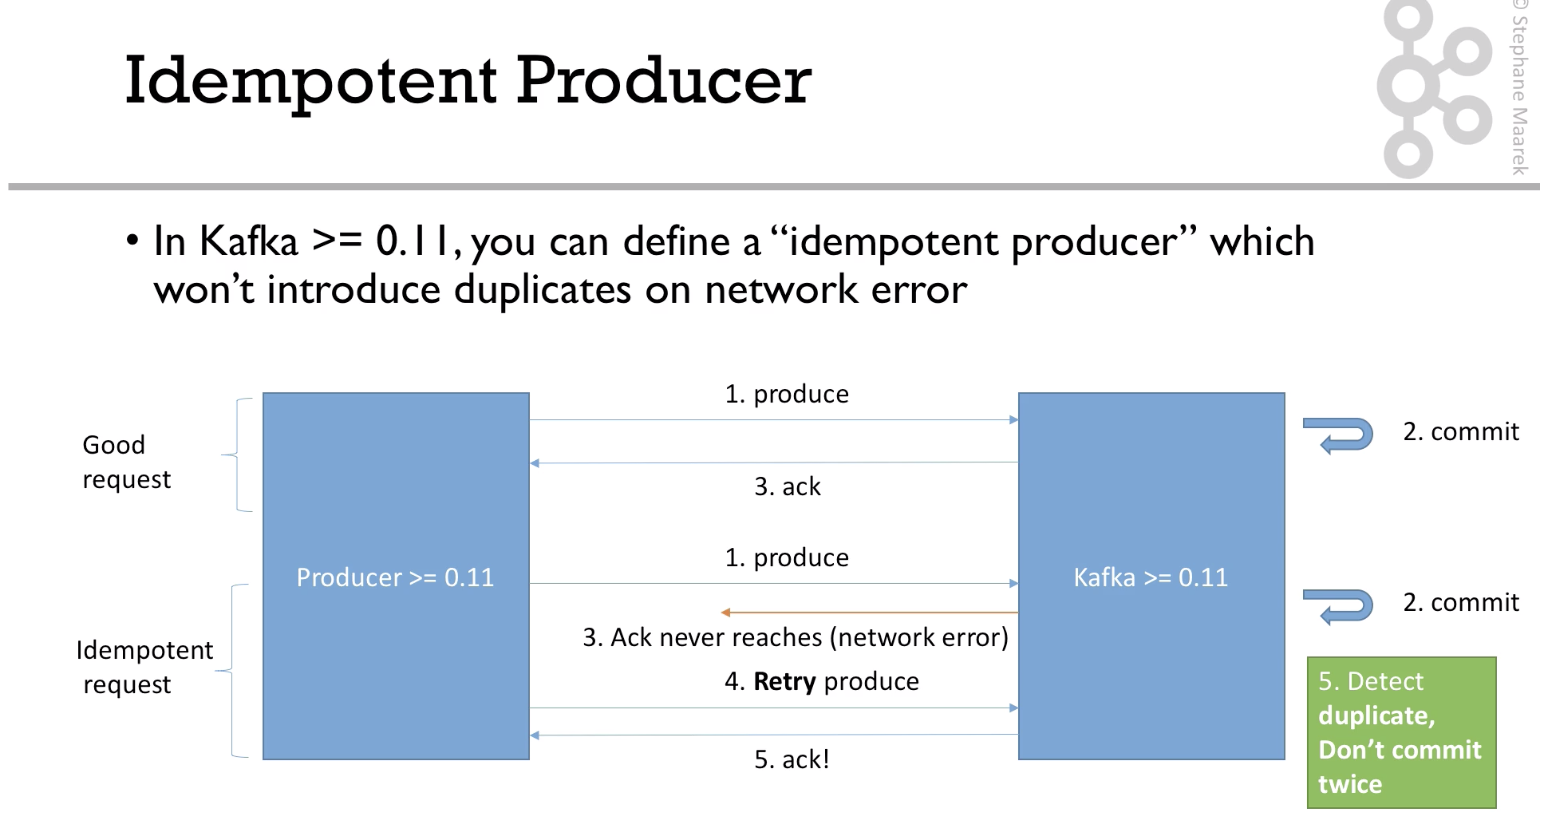 Idempotent Producer
© Stephane Maarek
• In Kafka >= 0.11, you can define a “idempotent producer” which
won’t introduce duplicates on network error
Good
request
1. produce
2. commit
3. ack
Producer >= 0.11
Kafka >= 0.11
Idempotent
request
1. produce
2. commit
3. Ack never reaches (network error)
4. Retry produce
5. ack!
5. Detect
duplicate,
Don’t commit
twice